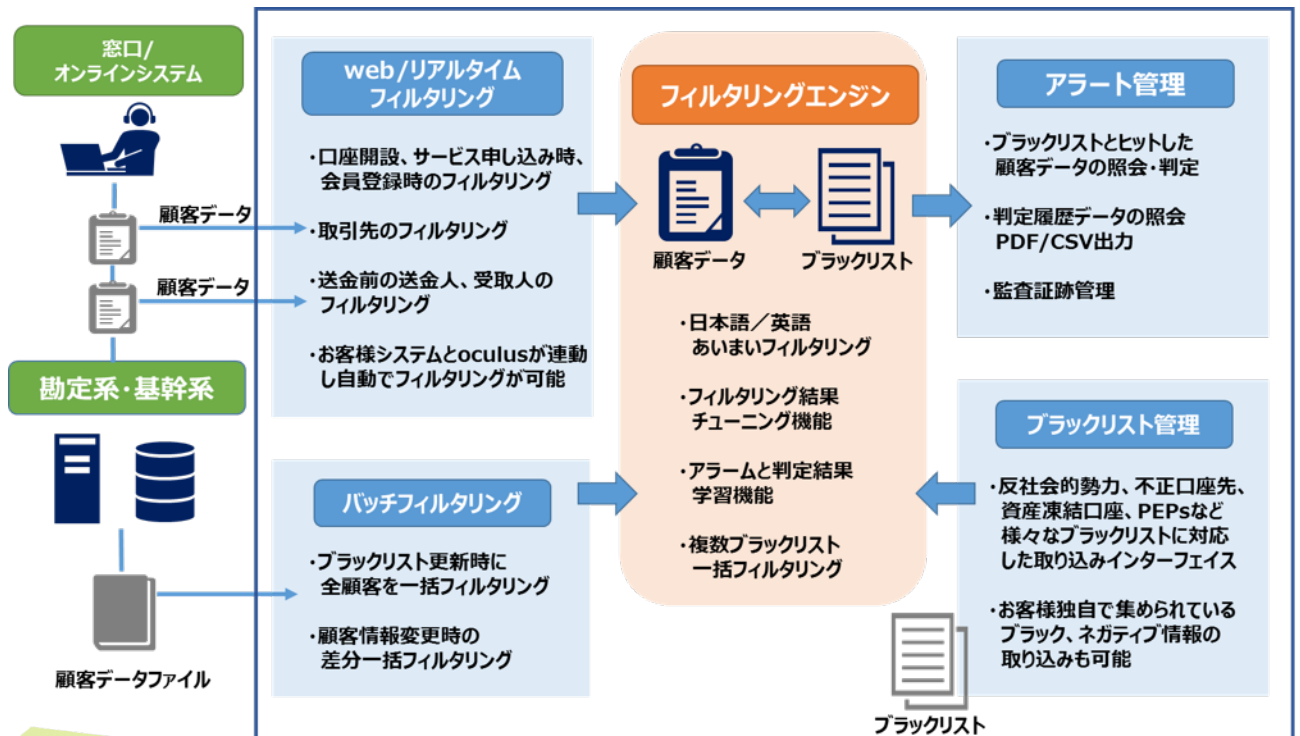 窓口/
オンラインシステム
顧客データ
顧客データ
勘定系・基幹系
顧客データファイル
web/リアルタイム
フィルタリング
・口座開設、サービス申し込み時、
会員登録時のフィルタリング
・取引先のフィルタリング
・送金前の送金人、受取人の
フィルタリング
・お客様システムとoculusが連動
し自動でフィルタリングが可能
バッチフィルタリング
・ブラックリスト更新時に
全顧客を一括フィルタリング
・顧客情報変更時の
差分一括フィルタリング
フィルタリングエンジン
顧客データ
ブラックリスト
・日本語／英語
あいまいフィルタリング
・フィルタリング結果
チューニング機能
・アラームと判定結果
学習機能
・複数ブラックリスト
一括フィルタリング
アラート管理
・ブラックリストとヒットした
顧客データの照会・判定
・判定履歴データの照会
PDF/CSV出力
・監査証跡管理
ブラックリスト管理
・反社会的勢力、不正口座先、
資産凍結口座、PEPsなど
様々なブラックリストに対応
した取り込みインターフェイス
・お客様独自で集められている
ブラック、ネガティブ情報の
取り込みも可能
ブラックリスト